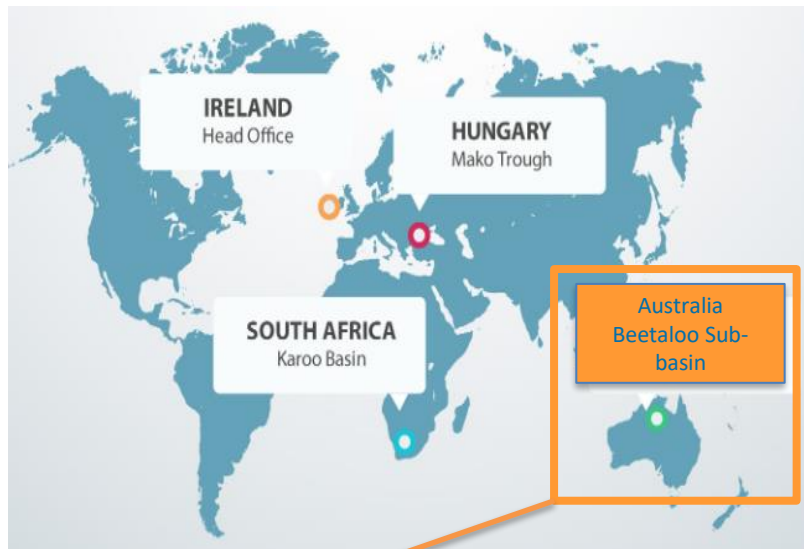 IRELAND
Head Office
HUNGARY
Mako Trough
SOUTH AFRICA
Karoo Basin
Australia
Beetaloo Sub-
basin